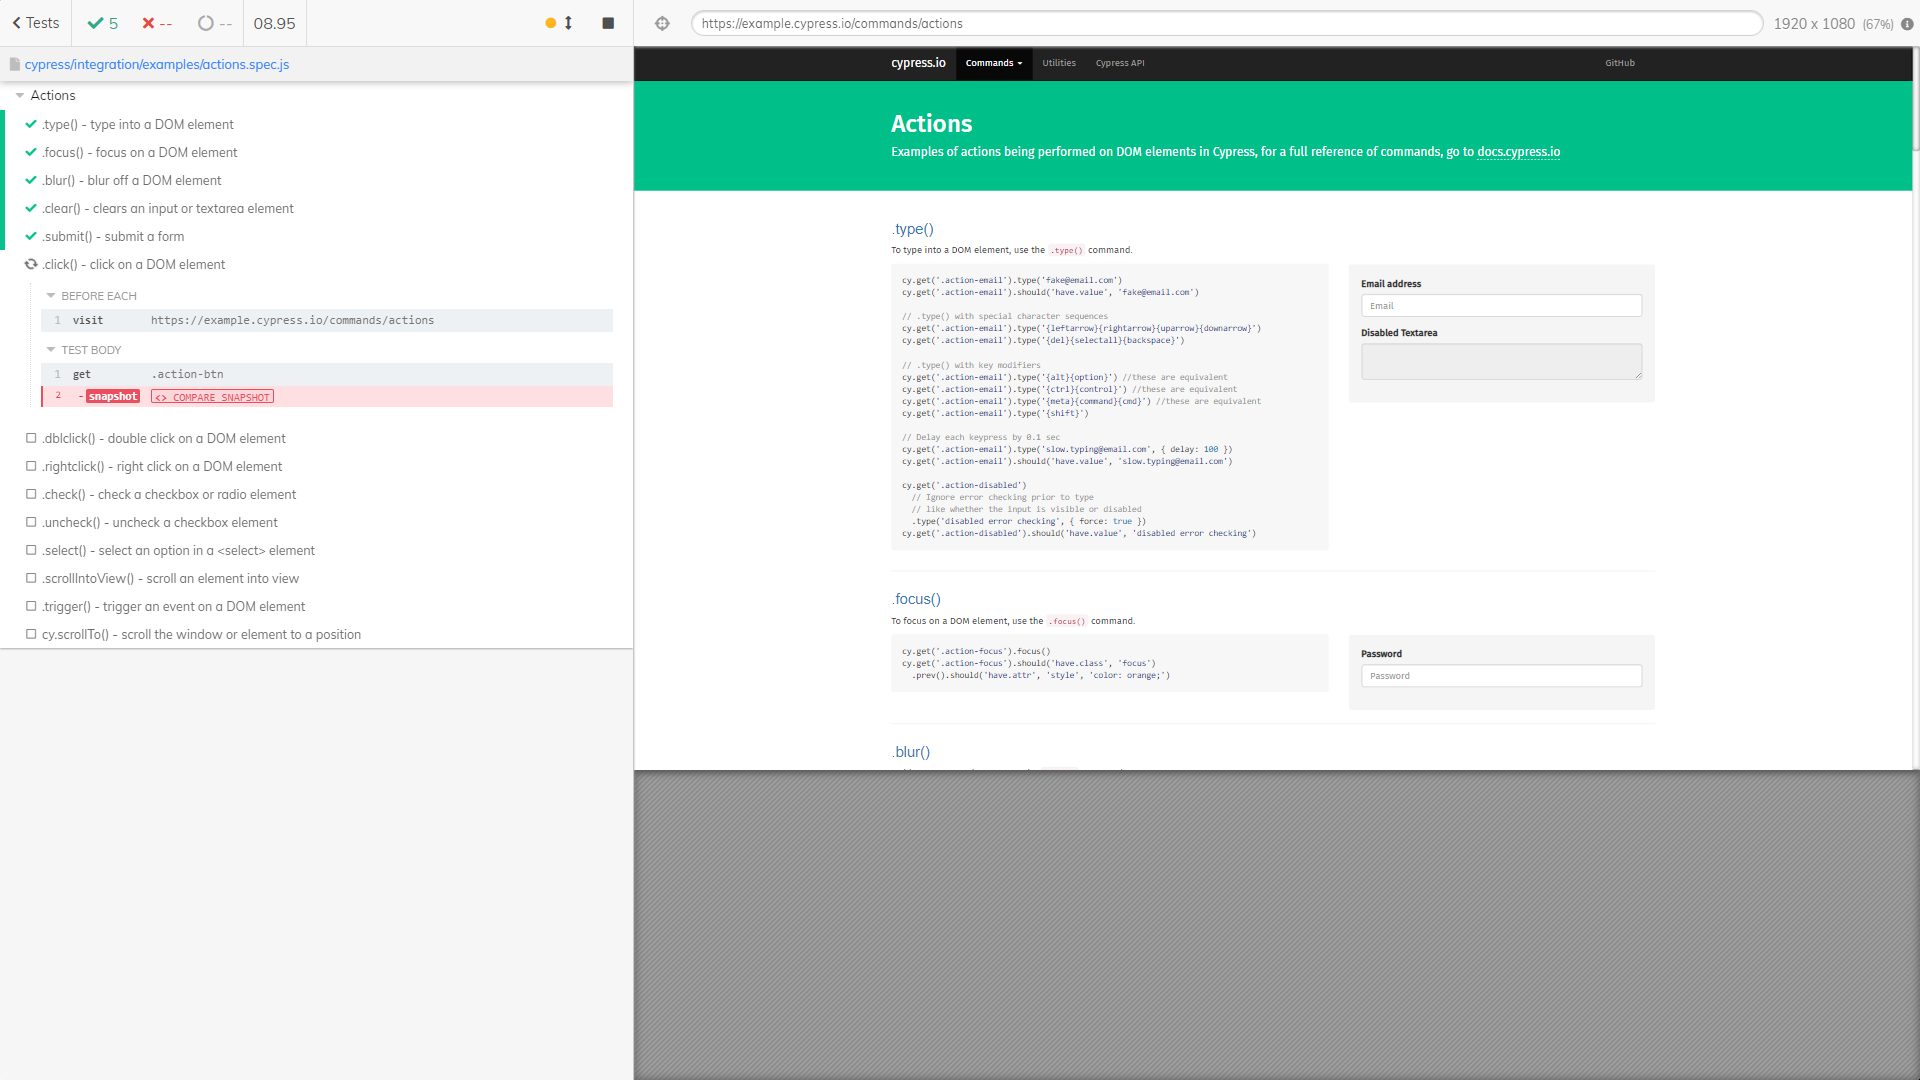 Tests
5
--
--
08.95
https://example.cypress.io/commands/actions
1920 x 1080 (67%)
cypress/integration/examples/actions.spec.js
Actions
.type() - type into a DOM element
.focus() - focus on a DOM element
.blur() - blur off a DOM element
.clear() - clears an input or textarea element
.submit() - submit a form
.click() - click on a DOM element
BEFORE EACH
1 visit https://example.cypress.io/commands/actions
TEST BODY
1 get .action-btn
2 -snapshot <> COMPARE SNAPSHOT
.dblclick() - double click on a DOM element
.rightclick() - right click on a DOM element
.check() - check a checkbox or radio element
.uncheck() - uncheck a checkbox element
.select() - select an option in a <select> element
.scrollIntoView() - scroll an element into view
.trigger() - trigger an event on a DOM element
cy.scrollTo() - scroll the window or element to a position
cypress.io
Commands
Utilities
Cypress API
GitHub
Actions
Examples of actions being performed on DOM elements in Cypress, for a full reference of commands, go to docs.cypress.io
.type()
To type into a DOM element, use the .type() command.
cy.get('.action-email').type('fake@email.com')
cy.get('.action-email').should('have.value', 'fake@email.com')
// .type() with special character sequences
cy.get('.action-email').type('{leftarrow}{rightarrow}{uparrow}{downarrow}')
cy.get('.action-email').type('{del}{selectall}{backspace}')
// .type() with key modifiers
cy.get('.action-email').type('{alt}{option}') //these are equivalent
cy.get('.action-email').type('{ctrl}{control}') //these are equivalent
cy.get('.action-email').type('{meta}{command}{cmd}') //these are equivalent
cy.get('.action-email').type('{shift}')
// Delay each keypress by 0.1 sec
cy.get('.action-email').type('slow.typing@email.com', { delay: 100 })
cy.get('.action-email').should('have.value', 'slow.typing@email.com')
cy.get('.action-disabled')
// Ignore error checking prior to type
// like whether the input is visible or disabled
.type('disabled error checking', { force: true })
cy.get('.action-disabled').should('have.value', 'disabled error checking')
Email address
Email
Disabled Textarea
.focus()
To focus on a DOM element, use the .focus() command.
cy.get('.action-focus').focus()
cy.get('.action-focus').should('have.class', 'focus')
.prev().should('have.attr', 'style', 'color: orange;')
Password
Password
.blur()